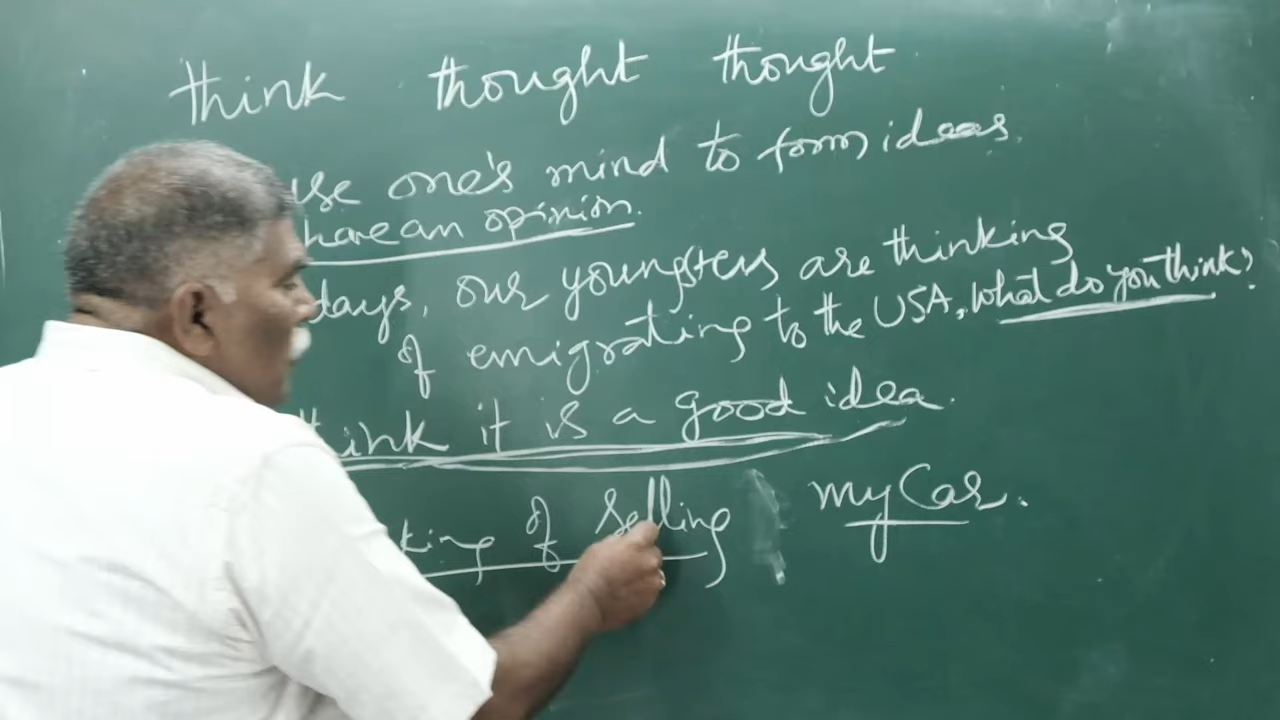 think thought thought
use one's mind to form ideas.
have an opinion.
days, our youngsters are thinking
of emigrating to the USA. What do you think?
think it is a good idea.
king of selling my Car.